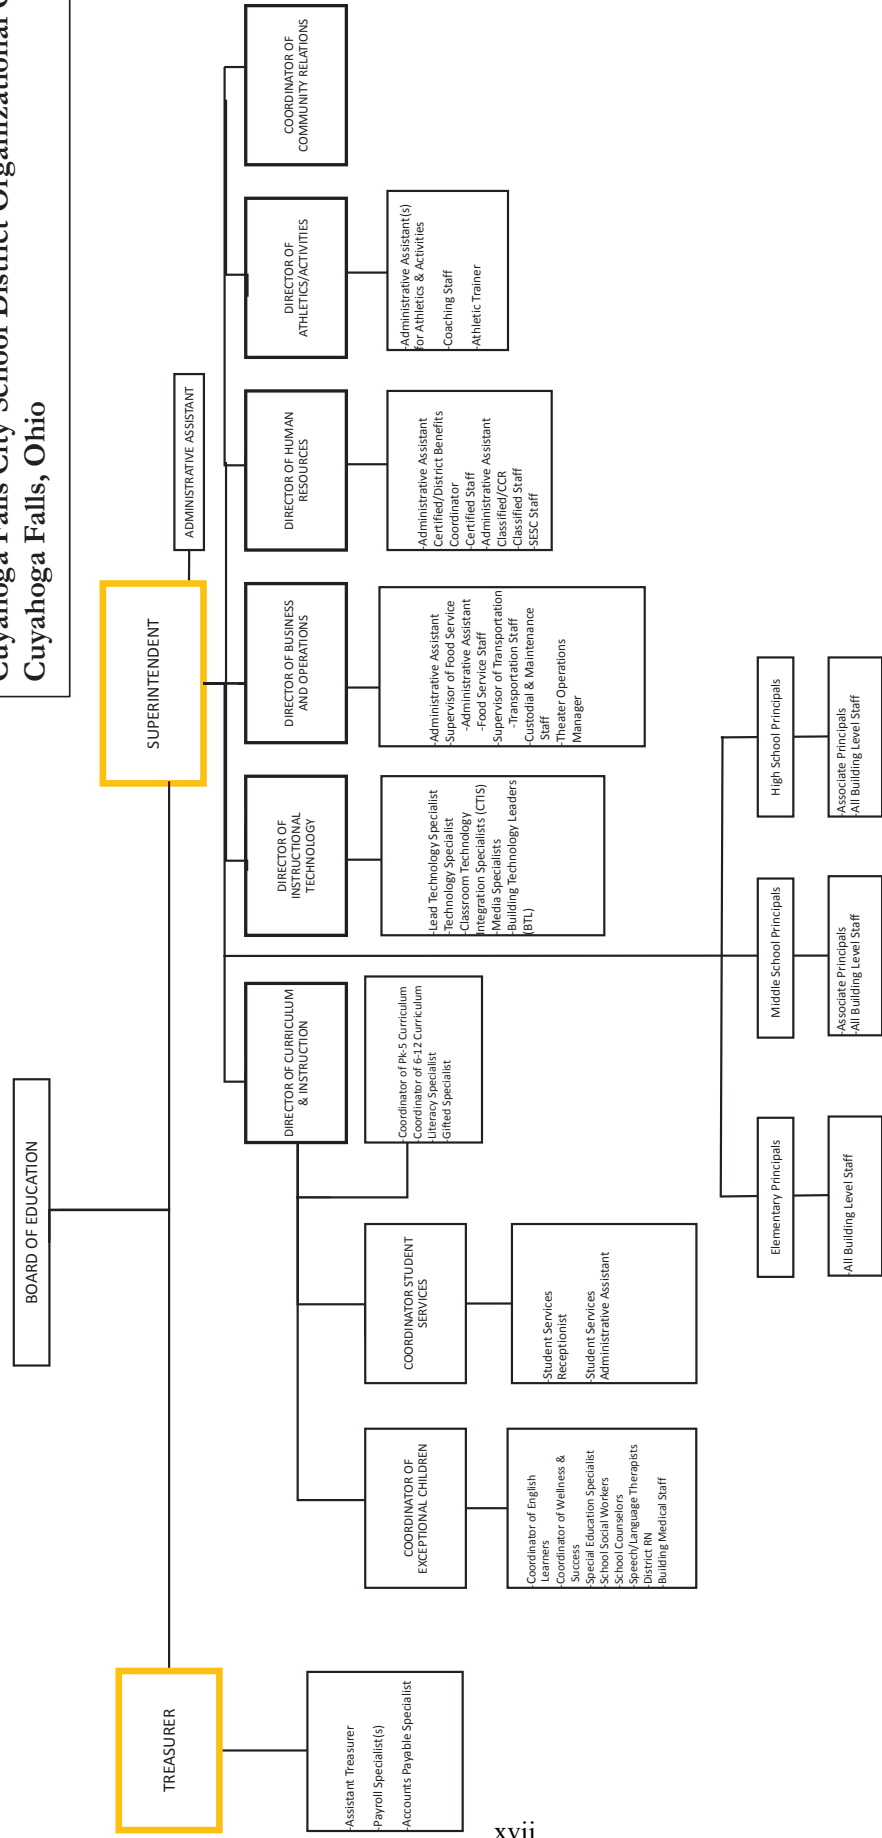 Cuyahoga Falls City School District Organizational
Cuyahoga Falls, Ohio
BOARD OF EDUCATION
TREASURER
-Assistant Treasurer
-Payroll Specialist(s)
-Accounts Payable Specialist
SUPERINTENDENT
ADMINISTRATIVE ASSISTANT
DIRECTOR OF CURRICULUM
& INSTRUCTION
-Coordinator of Pk-5 Curriculum
-Coordinator of 6-12 Curriculum
-Literacy Specialist
-Gifted Specialist
COORDINATOR OF
EXCEPTIONAL CHILDREN
-Coordinator of English
Learners
-Coordinator of Wellness &
Success
-Special Education Specialist
-School Social Workers
-School Counselors
-Speech/Language Therapists
-District RN
-Building Medical Staff
COORDINATOR STUDENT
SERVICES
-Student Services
Receptionist
-Student Services
Administrative Assistant
DIRECTOR OF
INSTRUCTIONAL
TECHNOLOGY
-Lead Technology Specialist
-Technology Specialist
-Classroom Technology
Integration Specialists (CTIS)
-Media Specialists
-Building Technology Leaders
(BTL)
DIRECTOR OF BUSINESS
AND OPERATIONS
-Administrative Assistant
-Supervisor of Food Service
-Administrative Assistant
-Food Service Staff
-Supervisor of Transportation
-Transportation Staff
-Custodial & Maintenance
Staff
-Theater Operations
Manager
DIRECTOR OF HUMAN
RESOURCES
-Administrative Assistant
Certified/District Benefits
Coordinator
-Certified Staff
-Administrative Assistant
Classified/CCR
-Classified Staff
-SESC Staff
DIRECTOR OF
ATHLETICS/ACTIVITIES
-Administrative Assistant(s)
for Athletics & Activities
-Coaching Staff
-Athletic Trainer
COORDINATOR OF
COMMUNITY RELATIONS
Elementary Principals
-All Building Level Staff
Middle School Principals
-Associate Principals
-All Building Level Staff
High School Principals
-Associate Principals
-All Building Level Staff
xvii